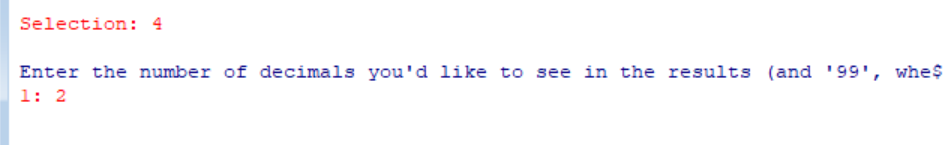 Selection: 4
Enter the number of decimals you'd like to see in the results (and '99', whe$
1: 2